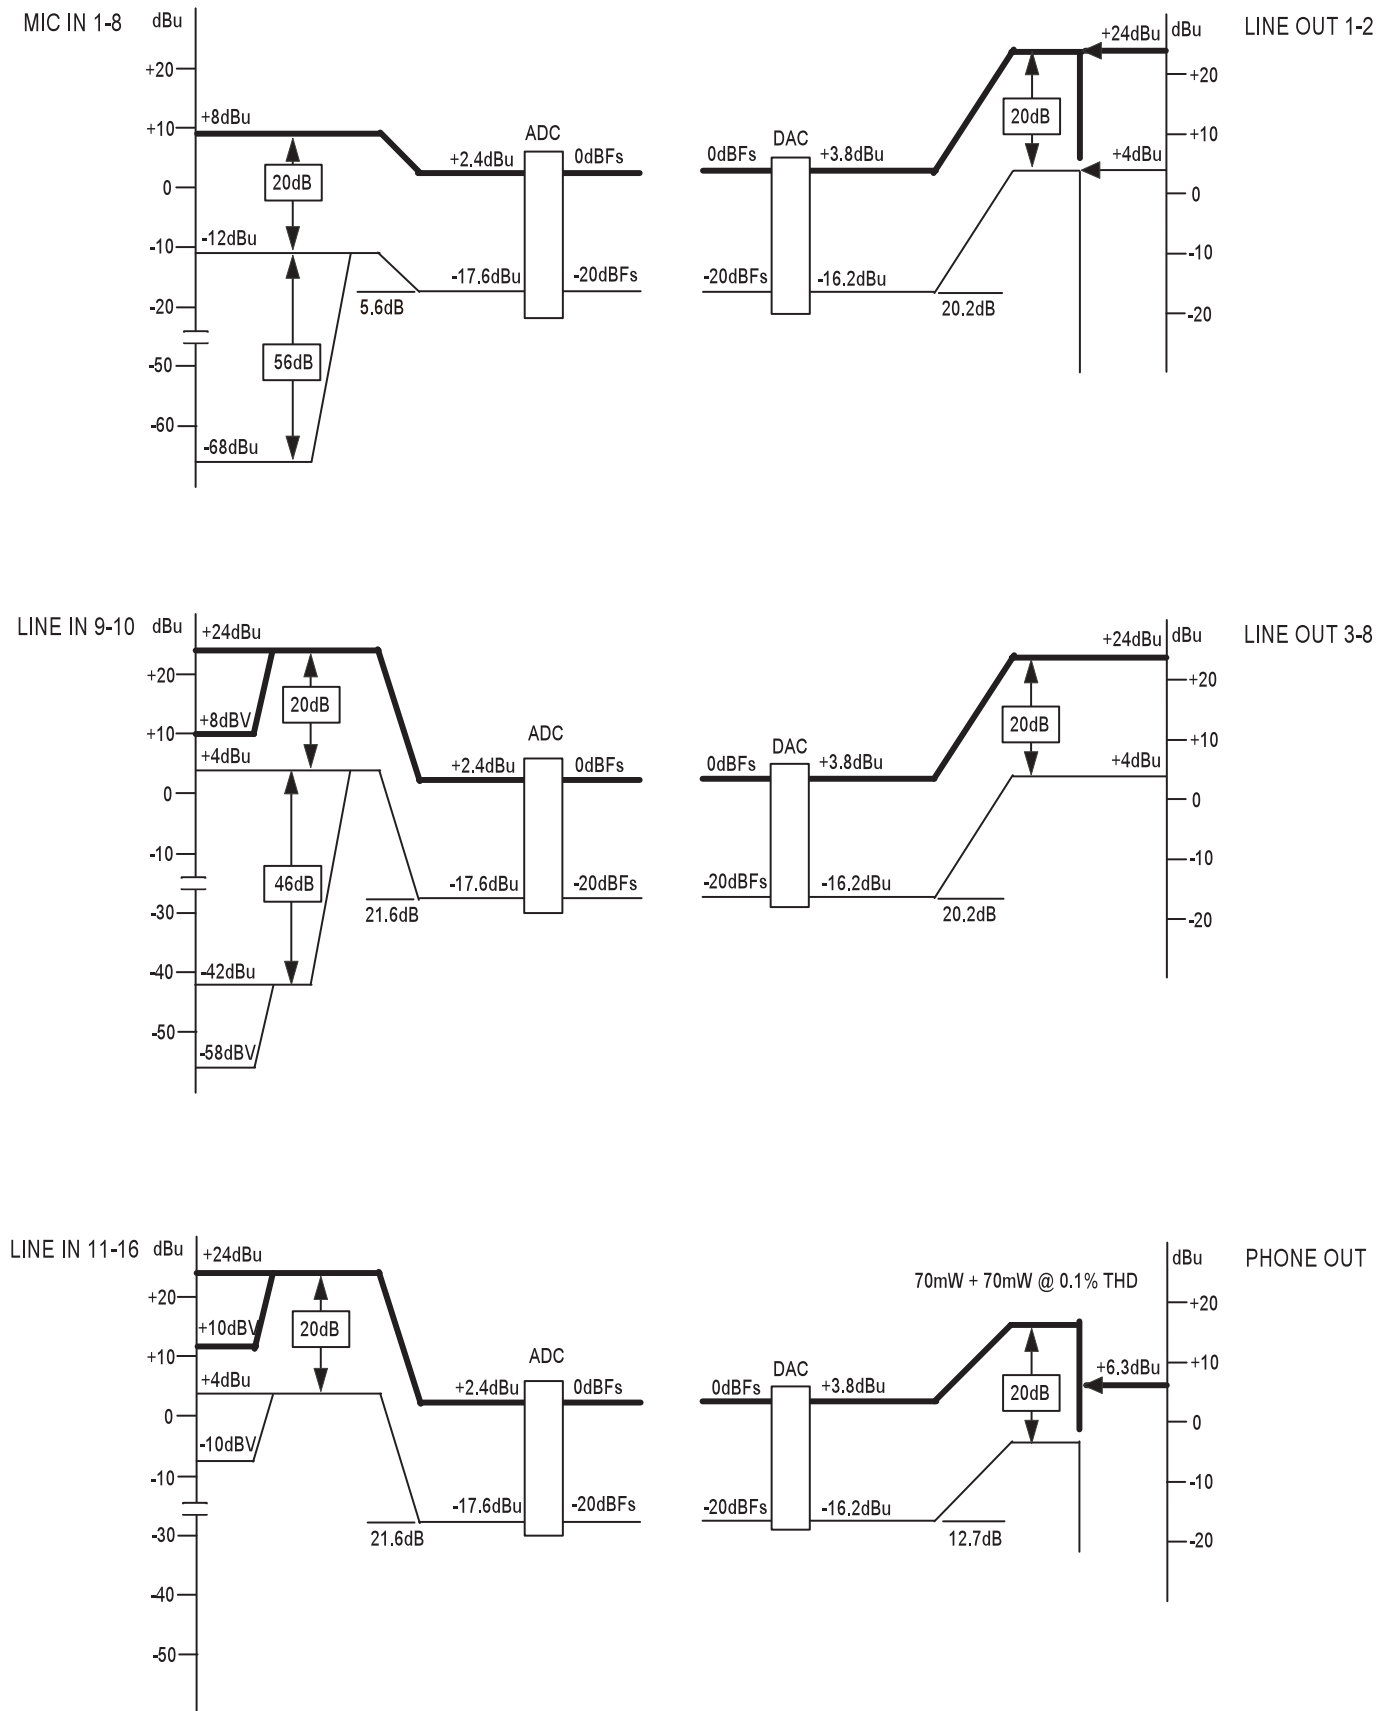 MIC IN 1-8
dBu
+20
+8dBu
+10
20dB
0
-12dBu
-10
-20
5.6dB
-50
56dB
-60
-68dBu
ADC
+2.4dBu
0dBFs
-17.6dBu
-20dBFs
LINE OUT 1-2
dBu
+24dBu
+20
20dB
DAC
0dBFs
+3.8dBu
+10
+4dBu
0
-10
-20dBFs
-16.2dBu
20.2dB
-20
LINE IN 9-10
dBu
+24dBu
+20
20dB
+8dBV
+10
+4dBu
0
-10
46dB
21.6dB
-30
-40
-42dBu
-50
-58dBV
ADC
+2.4dBu
0dBFs
-17.6dBu
-20dBFs
LINE OUT 3-8
dBu
+24dBu
+20
20dB
DAC
0dBFs
+3.8dBu
+10
+4dBu
0
-10
-20dBFs
-16.2dBu
20.2dB
-20
LINE IN 11-16
dBu
+24dBu
+20
+10dBV
20dB
+10
+4dBu
0
-10dBV
-10
-30
21.6dB
-40
-50
ADC
+2.4dBu
0dBFs
-17.6dBu
-20dBFs
PHONE OUT
dBu
70mW + 70mW @ 0.1% THD
+20
DAC
0dBFs
+3.8dBu
20dB
+10
+6.3dBu
0
-10
-20dBFs
-16.2dBu
12.7dB
-20